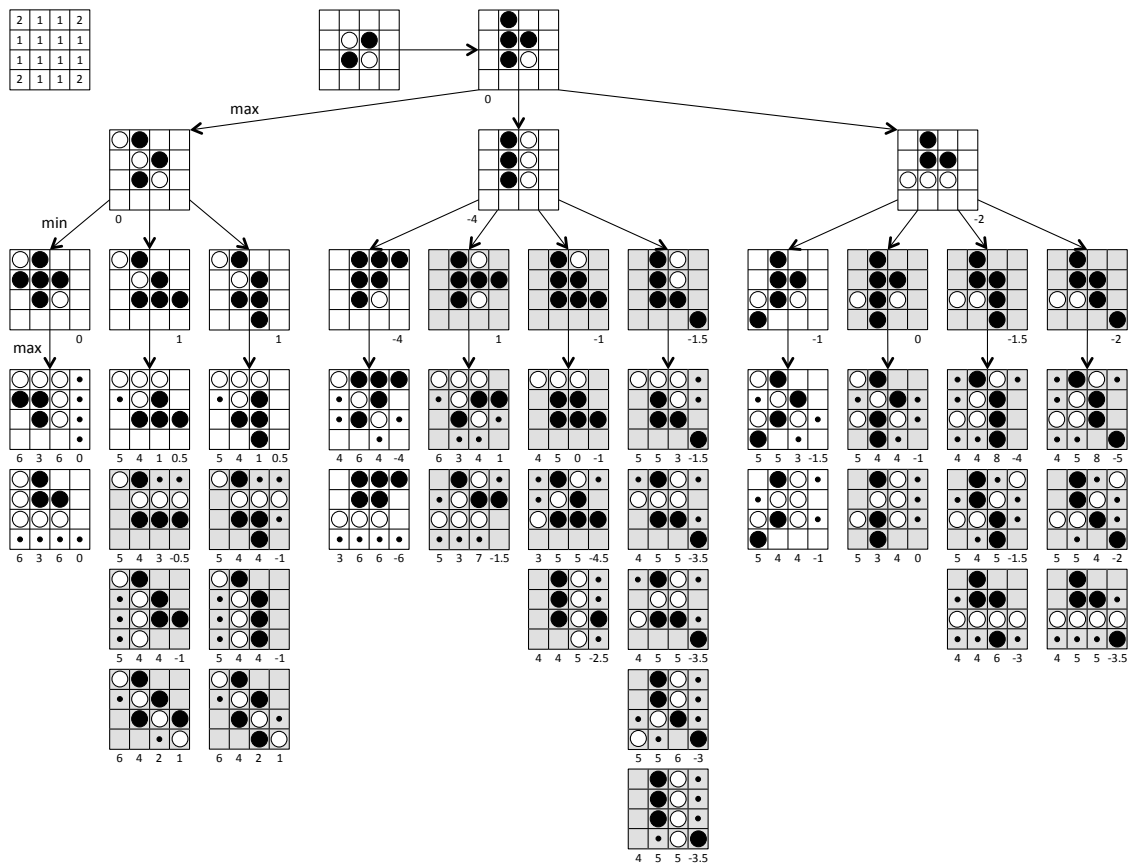 2 1 1 2
1 1 1 1
1 1 1 1
2 1 1 2
0
max
0
-4
-2
min
0
1
1
-4
1
-1
-1.5
-1
0
-1.5
-2
max
6 3 6 0
5 4 1 0.5
5 4 1 0.5
4 6 4 -4
6 3 4 1
4 5 0 -1
5 5 3 -1.5
5 5 3 -1.5
5 4 4 -1
4 4 8 -4
4 5 8 -5
6 3 6 0
5 4 3 -0.5
5 4 4 -1
3 6 6 -6
5 3 7 -1.5
3 5 5 -4.5
4 5 5 -3.5
5 4 4 -1
5 3 4 0
5 4 5 -1.5
5 5 4 -2
5 4 4 -1
5 4 4 -1
4 4 5 -2.5
4 5 5 -3.5
4 4 6 -3
4 5 5 -3.5
6 4 2 1
6 4 2 1
5 5 6 -3
4 5 5 -3.5